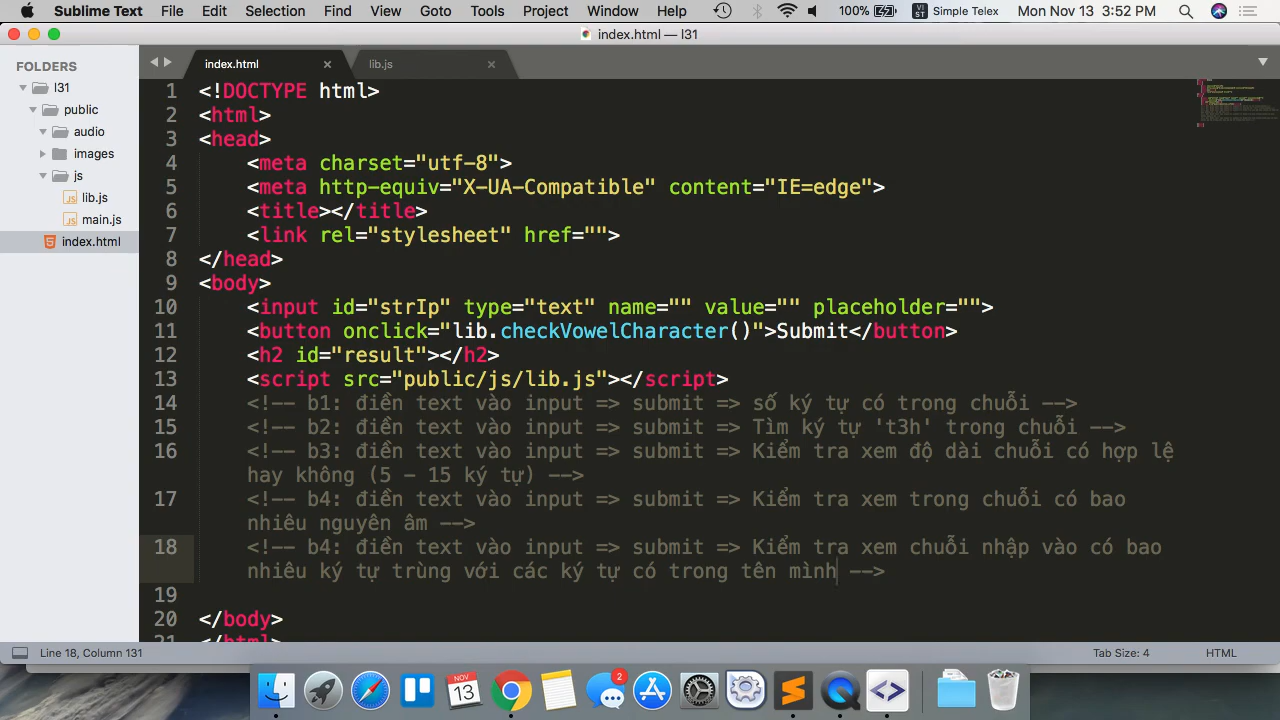 Sublime Text File Edit Selection Find View Goto Tools Project Window Help 100% VI ST Simple Telex Mon Nov 13 3:52 PM
index.html — l31
FOLDERS
l31
public
audio
images
js
lib.js
main.js
index.html
index.html × lib.js ×
1 <!DOCTYPE html>
2 <html>
3 <head>
4 <meta charset="utf-8">
5 <meta http-equiv="X-UA-Compatible" content="IE=edge">
6 <title></title>
7 <link rel="stylesheet" href="">
8 </head>
9 <body>
10 <input id="strIp" type="text" name="" value="" placeholder="">
11 <button onclick="lib.checkVowelCharacter()">Submit</button>
12 <h2 id="result"></h2>
13 <script src="public/js/lib.js"></script>
14 <!-- b1: điền text vào input => submit => số ký tự có trong chuỗi -->
15 <!-- b2: điền text vào input => submit => Tìm ký tự 't3h' trong chuỗi -->
16 <!-- b3: điền text vào input => submit => Kiểm tra xem độ dài chuỗi có hợp lệ
hay không (5 - 15 ký tự) -->
17 <!-- b4: điền text vào input => submit => Kiểm tra xem trong chuỗi có bao
nhiêu nguyên âm -->
18 <!-- b4: điền text vào input => submit => Kiểm tra xem chuỗi nhập vào có bao
nhiêu ký tự trùng với các ký tự có trong tên mình -->
19
20 </body>
21 </html>
Line 18, Column 131 Tab Size: 4 HTML
NOV
13
2